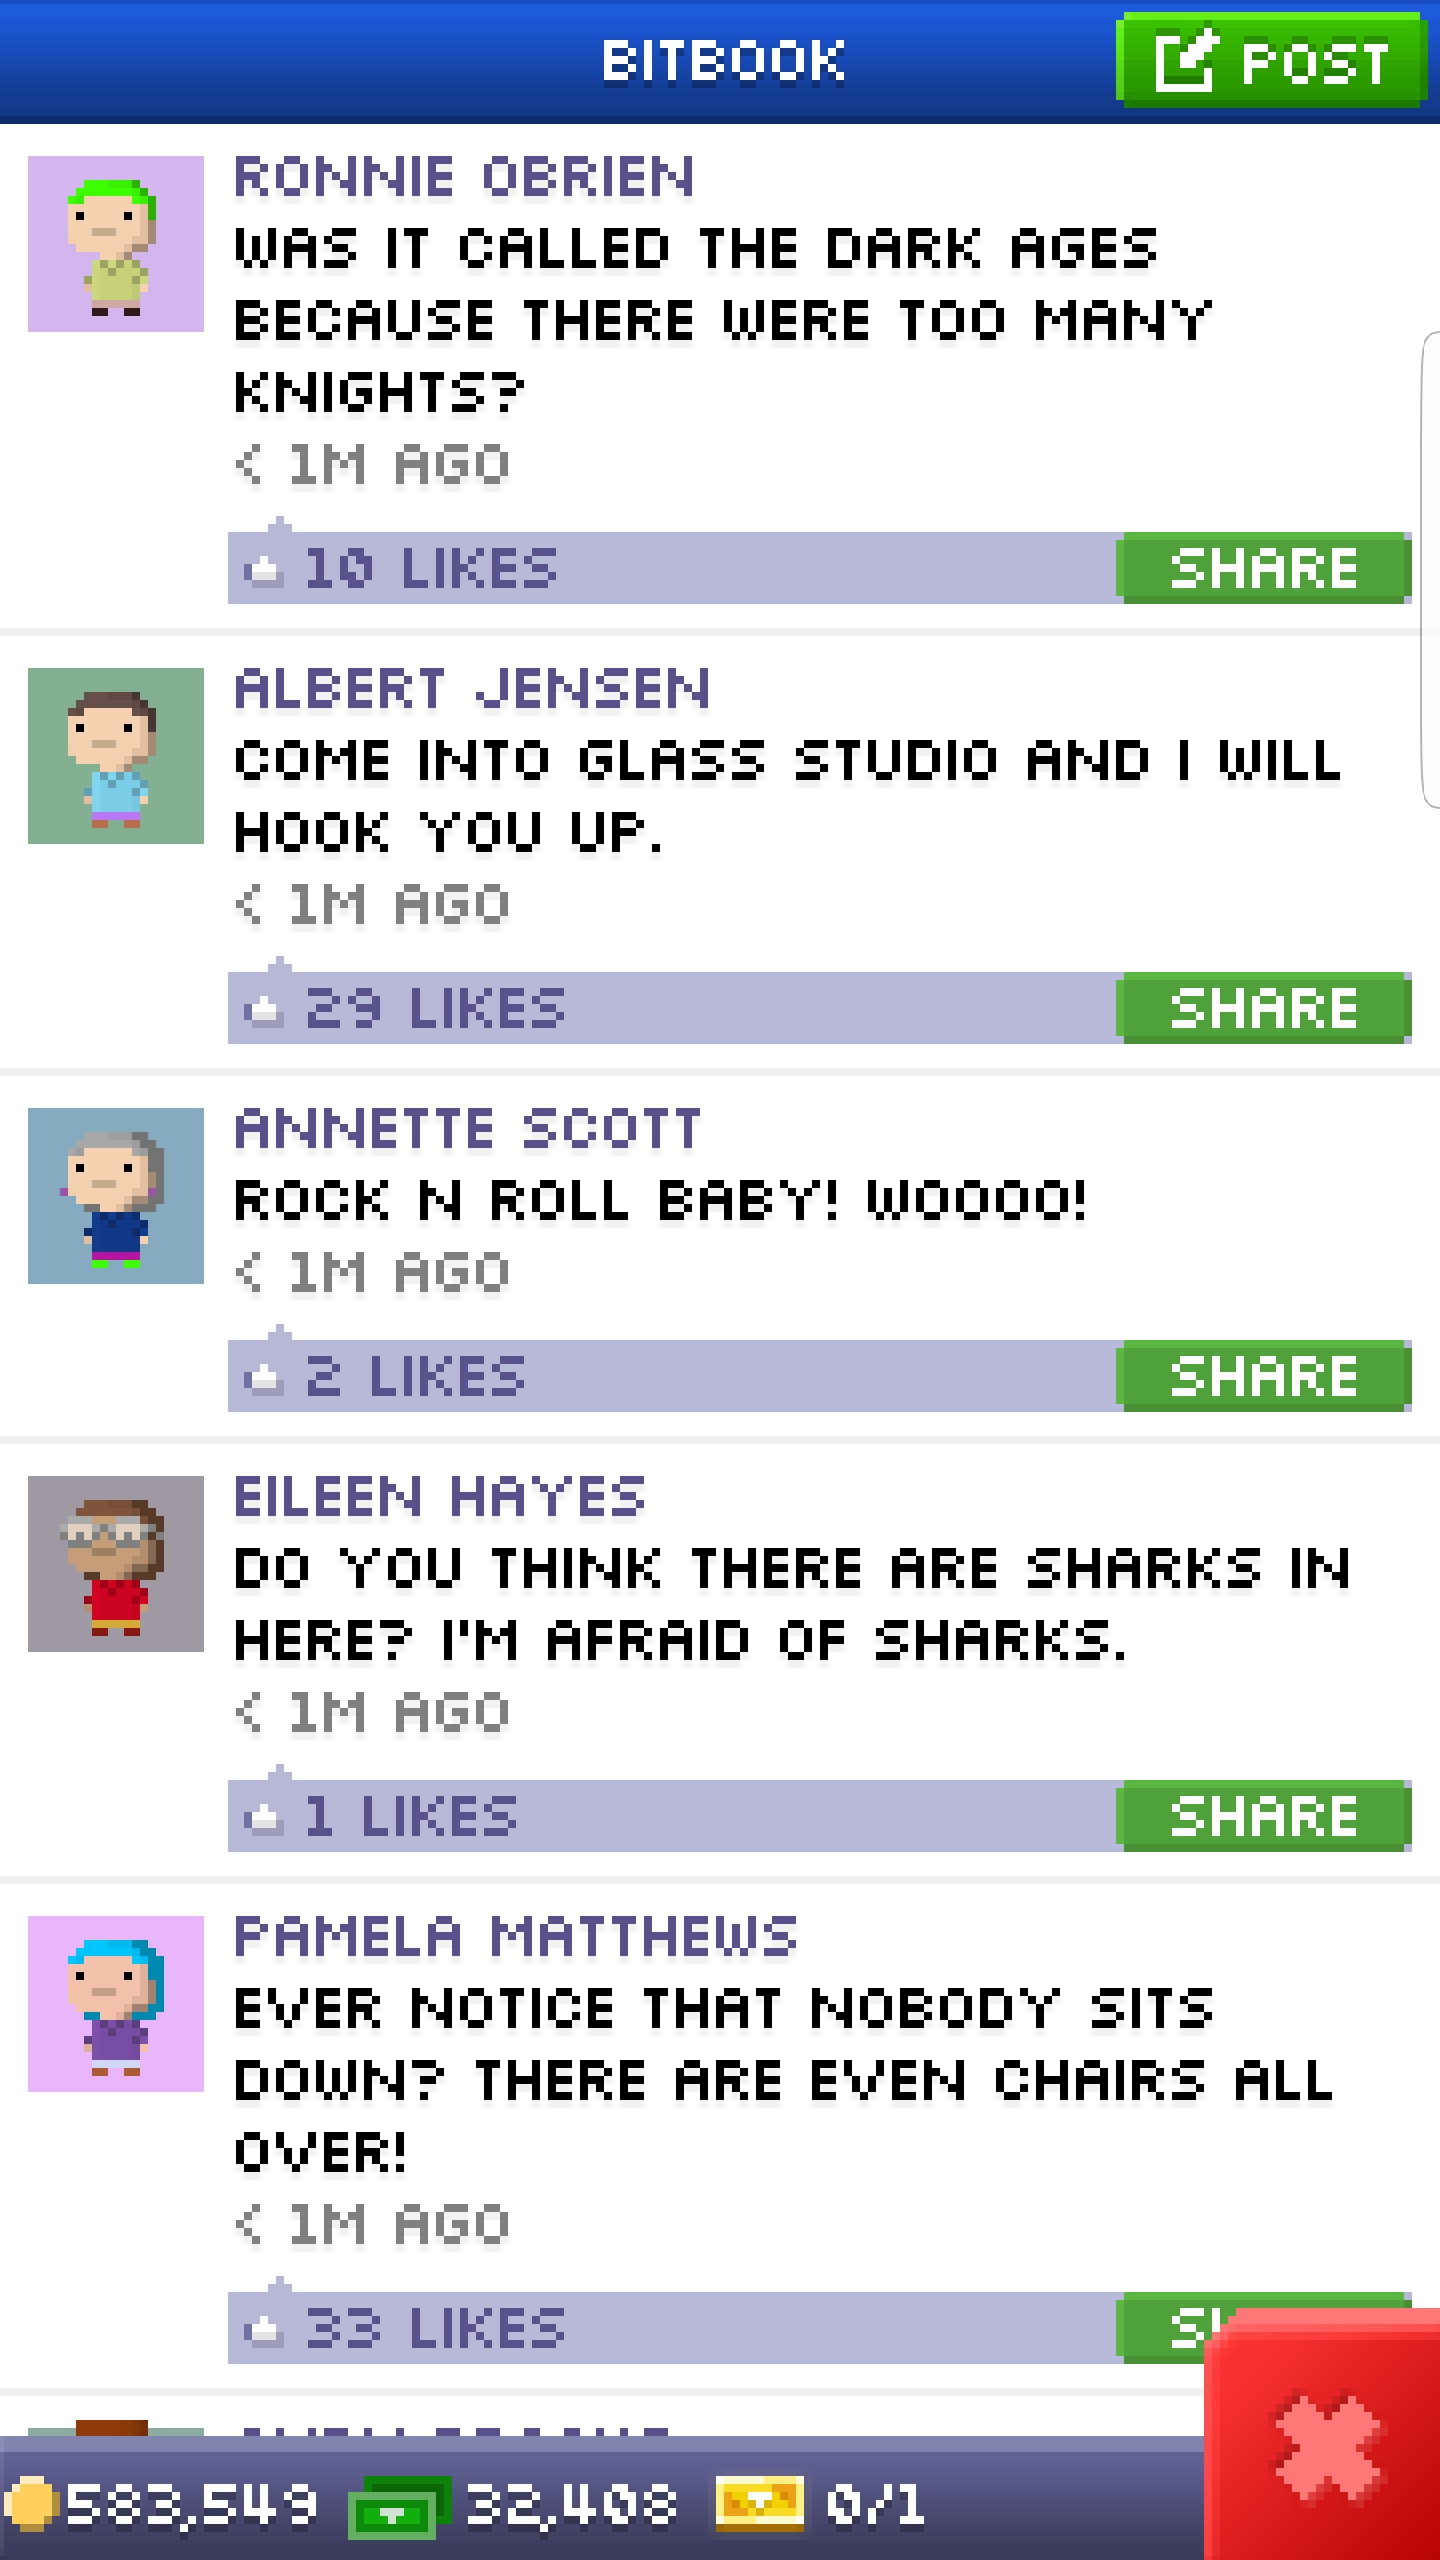 BITBOOK
POST
RONNIE OBRIEN
WAS IT CALLED THE DARK AGES
BECAUSE THERE WERE TOO MANY
KNIGHTS?
< 1M AGO
10 LIKES
SHARE
ALBERT JENSEN
COME INTO GLASS STUDIO AND I WILL
HOOK YOU UP.
< 1M AGO
29 LIKES
SHARE
ANNETTE SCOTT
ROCK N ROLL BABY! WOOOO!
< 1M AGO
2 LIKES
SHARE
EILEEN HAYES
DO YOU THINK THERE ARE SHARKS IN
HERE? I'M AFRAID OF SHARKS.
< 1M AGO
1 LIKES
SHARE
PAMELA MATTHEWS
EVER NOTICE THAT NOBODY SITS
DOWN? THERE ARE EVEN CHAIRS ALL
OVER!
< 1M AGO
33 LIKES
583,549
32,408
0/1